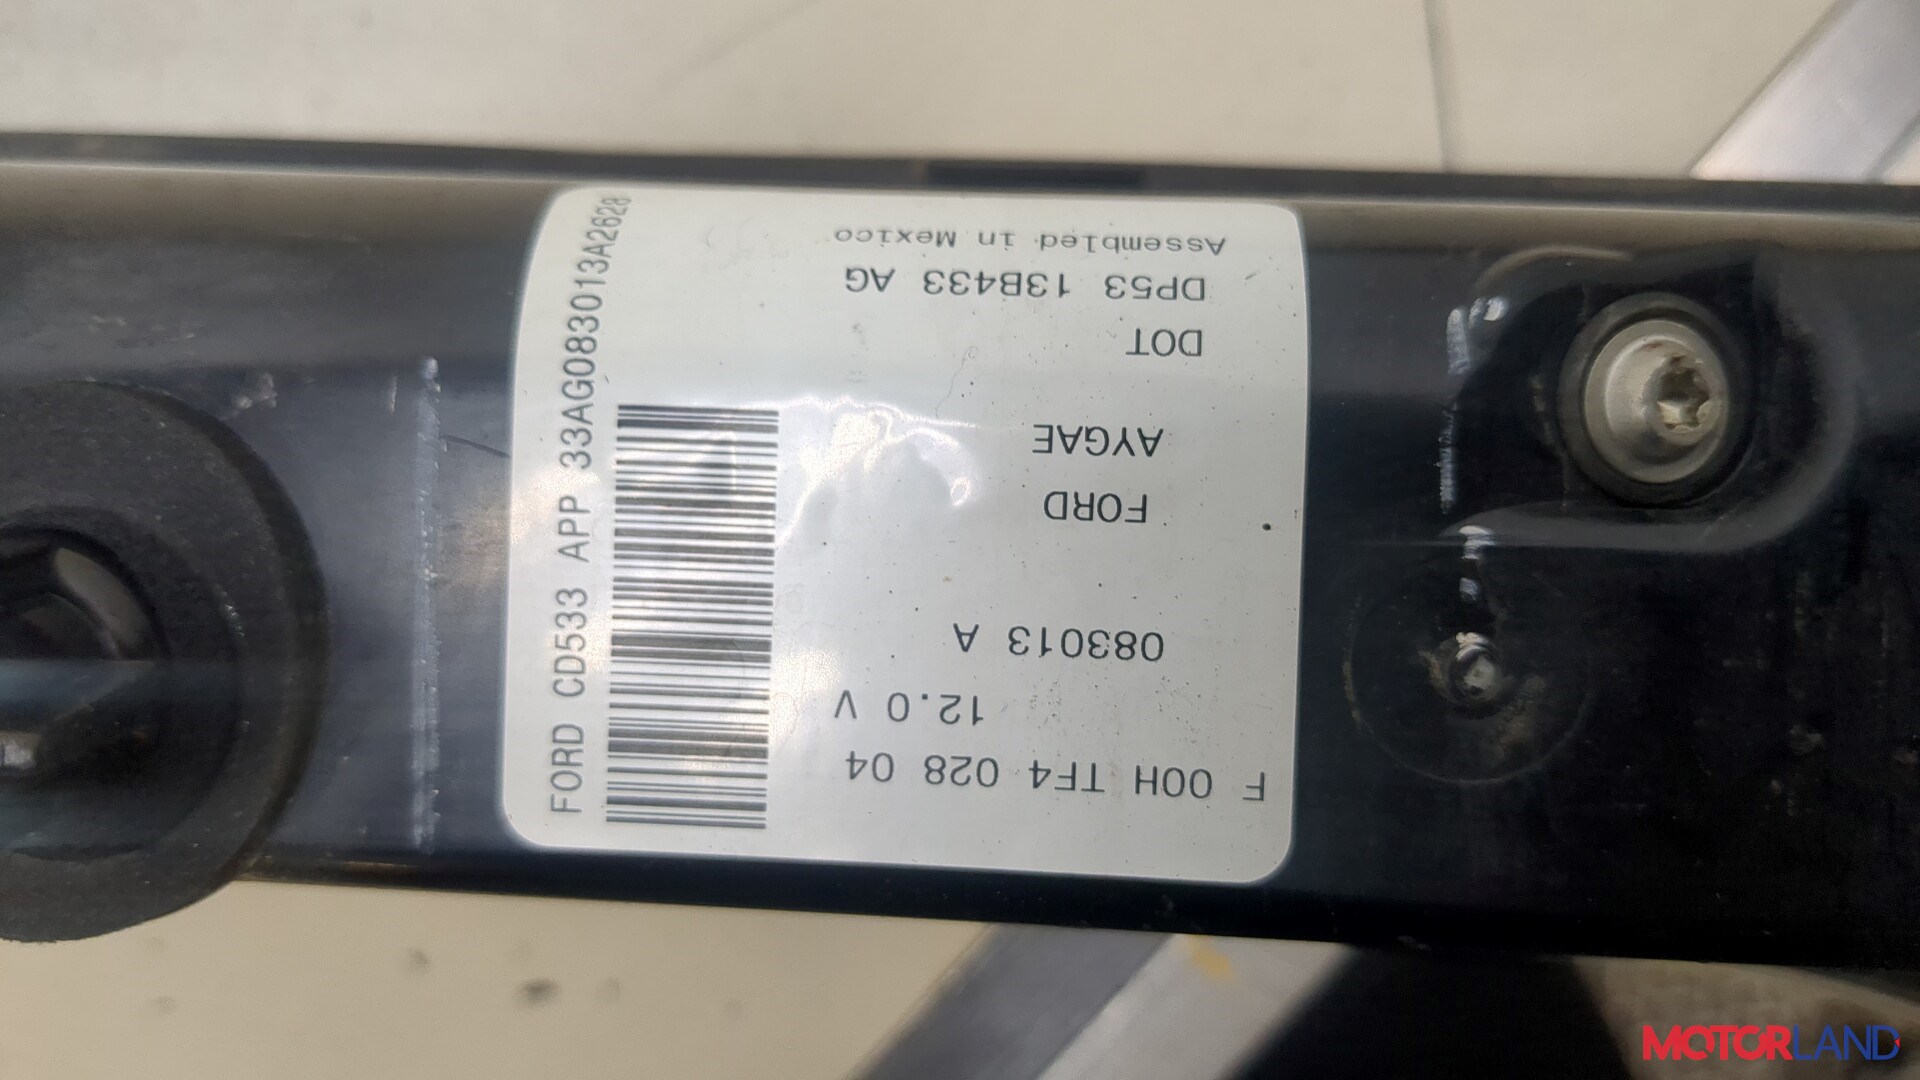 F 00H TF4 028 04
12.0 V
083013 A
FORD
AYGAE
DOT
DP53 13B433 AG
Assembled in Mexico
FORD CD533 APP 33AG083013A2628
MOTORLAND